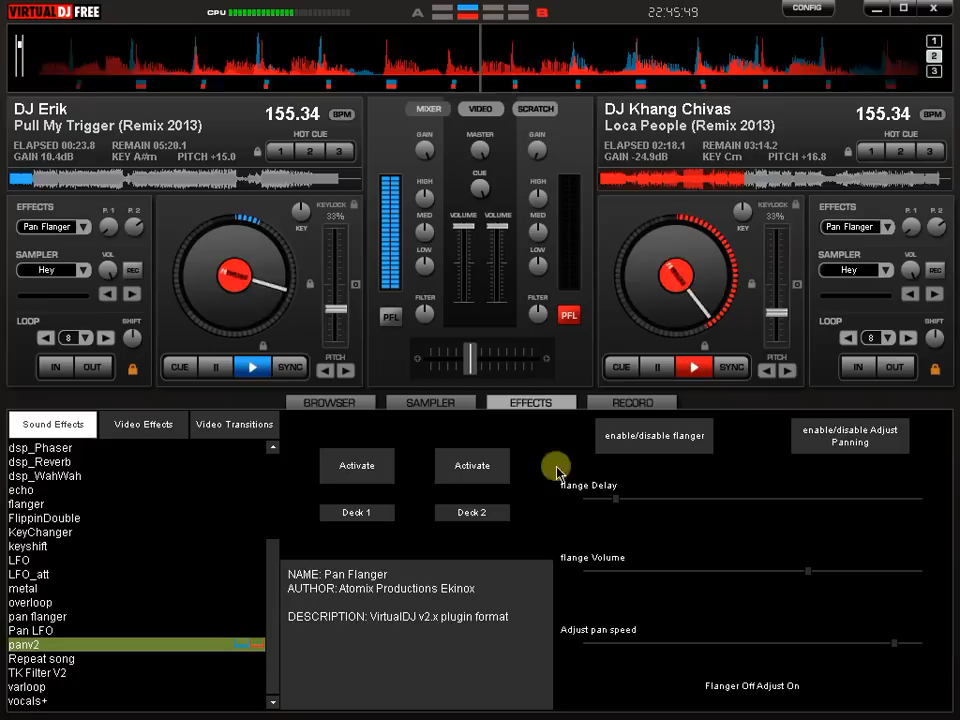 VIRTUAL DJ FREE
CPU
A
B
22:45:49
CONFIG
1
2
3
DJ Erik
Pull My Trigger (Remix 2013)
155.34 BPM
HOT CUE
ELAPSED 00:23.8 REMAIN 05:20.1
GAIN 10.4dB KEY A#m PITCH +15.0
1 2 3
MIXER VIDEO SCRATCH
DJ Khang Chivas
Loca People (Remix 2013)
155.34 BPM
HOT CUE
ELAPSED 02:18.1 REMAIN 03:14.2
GAIN -24.9dB KEY Cm PITCH +16.8
1 2 3
GAIN MASTER GAIN
HIGH CUE HIGH
MED VOLUME VOLUME MED
LOW LOW
FILTER FILTER
PFL PFL
EFFECTS P. 1 P. 2
Pan Flanger
SAMPLER VOL
Hey REC
LOOP SHIFT
8
IN OUT
KEYLOCK
33%
KEY
CUE SYNC PITCH
KEYLOCK
33%
KEY
CUE SYNC PITCH
EFFECTS P. 1 P. 2
Pan Flanger
SAMPLER VOL
Hey REC
LOOP SHIFT
8
IN OUT
BROWSER SAMPLER EFFECTS RECORD
Sound Effects Video Effects Video Transitions
dsp_Phaser
dsp_Reverb
dsp_WahWah
echo
flanger
FlippinDouble
KeyChanger
keyshift
LFO
LFO_att
metal
overloop
pan flanger
Pan LFO
panv2
Repeat song
TK Filter V2
varloop
vocals+
Activate Activate
Deck 1 Deck 2
NAME: Pan Flanger
AUTHOR: Atomix Productions Ekinox
DESCRIPTION: VirtualDJ v2.x plugin format
enable/disable flanger
enable/disable Adjust
Panning
flange Delay
flange Volume
Adjust pan speed
Flanger Off Adjust On